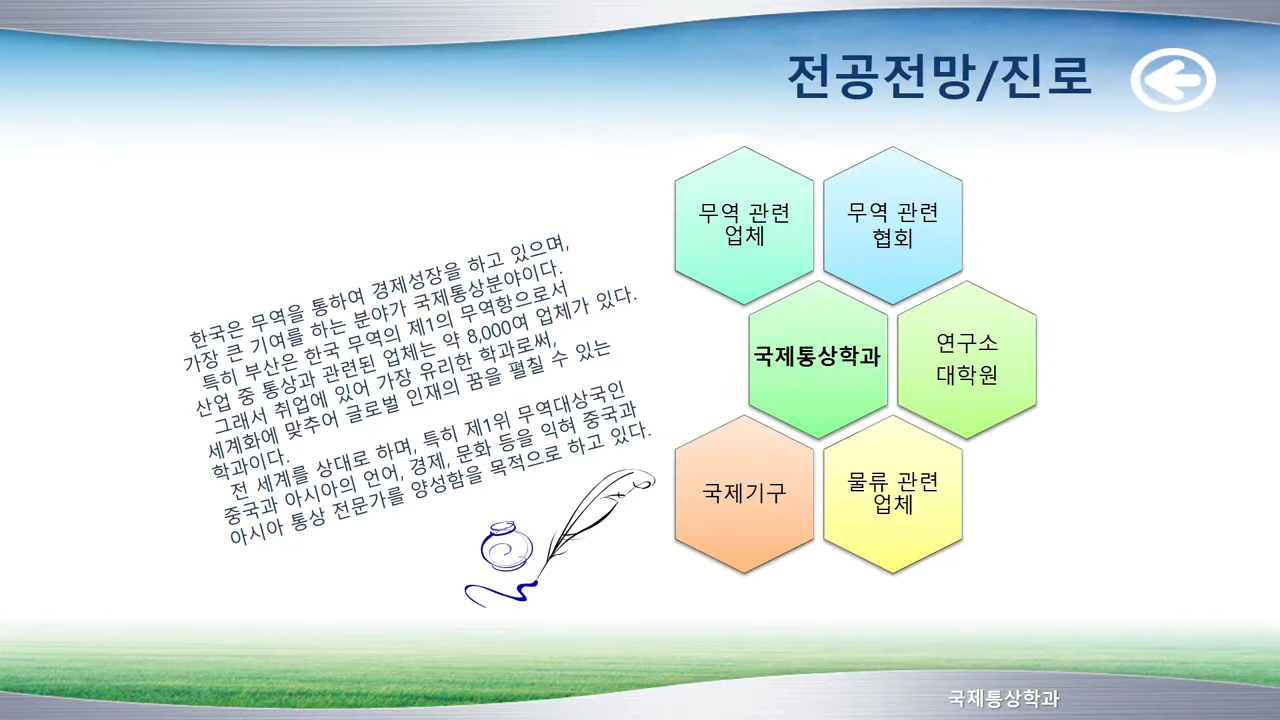 전공전망/진로
한국은 무역을 통하여 경제성장을 하고 있으며,
가장 큰 기여를 하는 분야가 국제통상분야이다.
특히 부산은 한국 무역의 제1의 무역항으로서
산업 중 통상과 관련된 업체는 약 8,000여 업체가 있다.
그래서 취업에 있어 가장 유리한 학과로써,
세계화에 맞추어 글로벌 인재의 꿈을 펼칠 수 있는
학과이다.
전 세계를 상대로 하며, 특히 제1위 무역대상국인
중국과 아시아의 언어, 경제, 문화 등을 익혀 중국과
아시아 통상 전문가를 양성함을 목적으로 하고 있다.
무역 관련
업체
무역 관련
협회
국제통상학과
연구소
대학원
국제기구
물류 관련
업체
국제통상학과